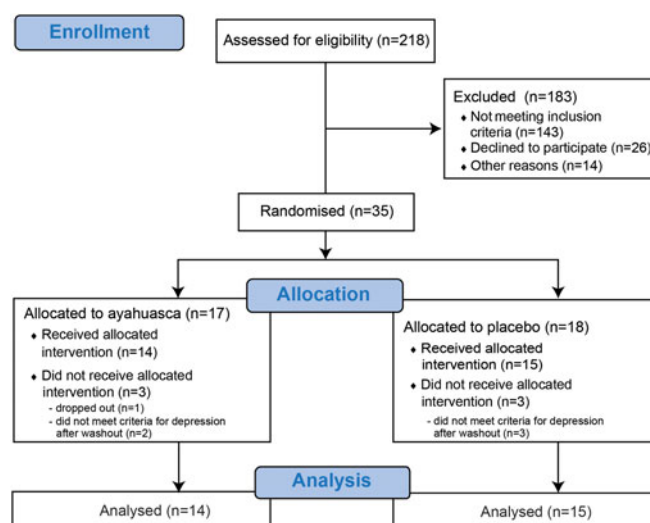 Enrollment
Assessed for eligibility (n=218)
Excluded (n=183)
♦ Not meeting inclusion
criteria (n=143)
♦ Declined to participate (n=26)
♦ Other reasons (n=14)
Randomised (n=35)
Allocation
Allocated to ayahuasca (n=17)
♦ Received allocated
intervention (n=14)
♦ Did not receive allocated
intervention (n=3)
- dropped out (n=1)
- did not meet criteria for depression
after washout (n=2)
Allocated to placebo (n=18)
♦ Received allocated
intervention (n=15)
♦ Did not receive allocated
intervention (n=3)
- did not meet criteria for depression
after washout (n=3)
Analysis
Analysed (n=14)
Analysed (n=15)